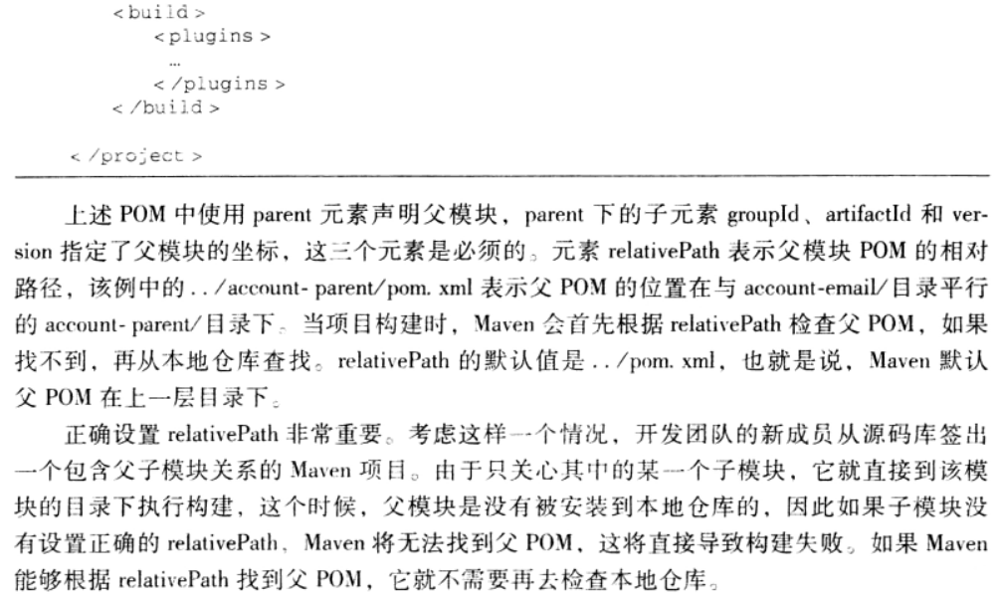 <build>
<plugins>
…
</plugins>
</build>
</project>
上述 POM 中使用 parent 元素声明父模块，parent 下的子元素 groupId、artifactId 和 ver-
sion 指定了父模块的坐标，这三个元素是必须的。元素 relativePath 表示父模块 POM 的相对
路径，该例中的../account-parent/pom.xml 表示父 POM 的位置在与 account-email/目录平行
的 account-parent/目录下。当项目构建时，Maven 会首先根据 relativePath 检查父 POM，如果
找不到，再从本地仓库查找。relativePath 的默认值是../pom.xml，也就是说，Maven 默认
父 POM 在上一层目录下。
正确设置 relativePath 非常重要。考虑这样一个情况，开发团队的新成员从源码库签出
一个包含父子模块关系的 Maven 项目。由于只关心其中的某一个子模块，它就直接到该模
块的目录下执行构建，这个时候，父模块是没有被安装到本地仓库的，因此如果子模块没
有设置正确的 relativePath，Maven 将无法找到父 POM，这将直接导致构建失败。如果 Maven
能够根据 relativePath 找到父 POM，它就不需要再去检查本地仓库。